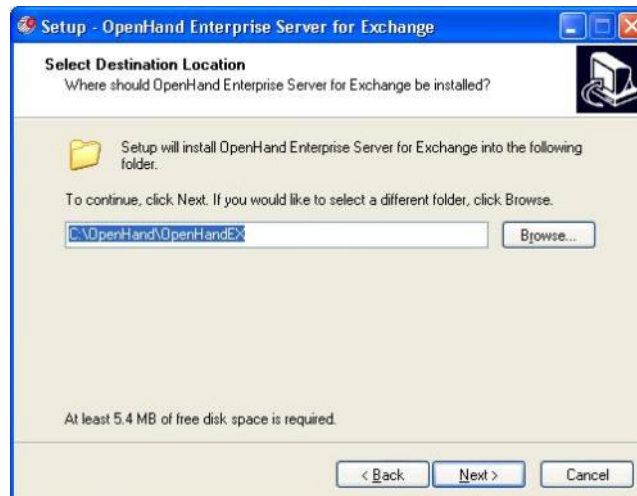 Setup - OpenHand Enterprise Server for Exchange
Select Destination Location
Where should OpenHand Enterprise Server for Exchange be installed?
Setup will install OpenHand Enterprise Server for Exchange into the following
folder.
To continue, click Next. If you would like to select a different folder, click Browse.
C:\OpenHand\OpenHandEX
Browse...
At least 5.4 MB of free disk space is required.
< Back
Next >
Cancel